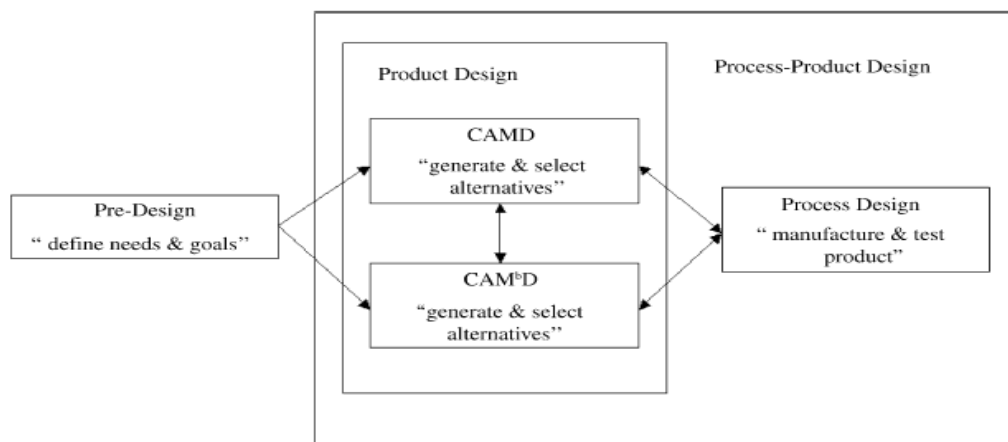 Product Design
Process-Product Design
CAMD
“generate & select
alternatives”
Pre-Design
“ define needs & goals”
Process Design
“ manufacture & test
product”
CAMᵇD
“generate & select
alternatives”